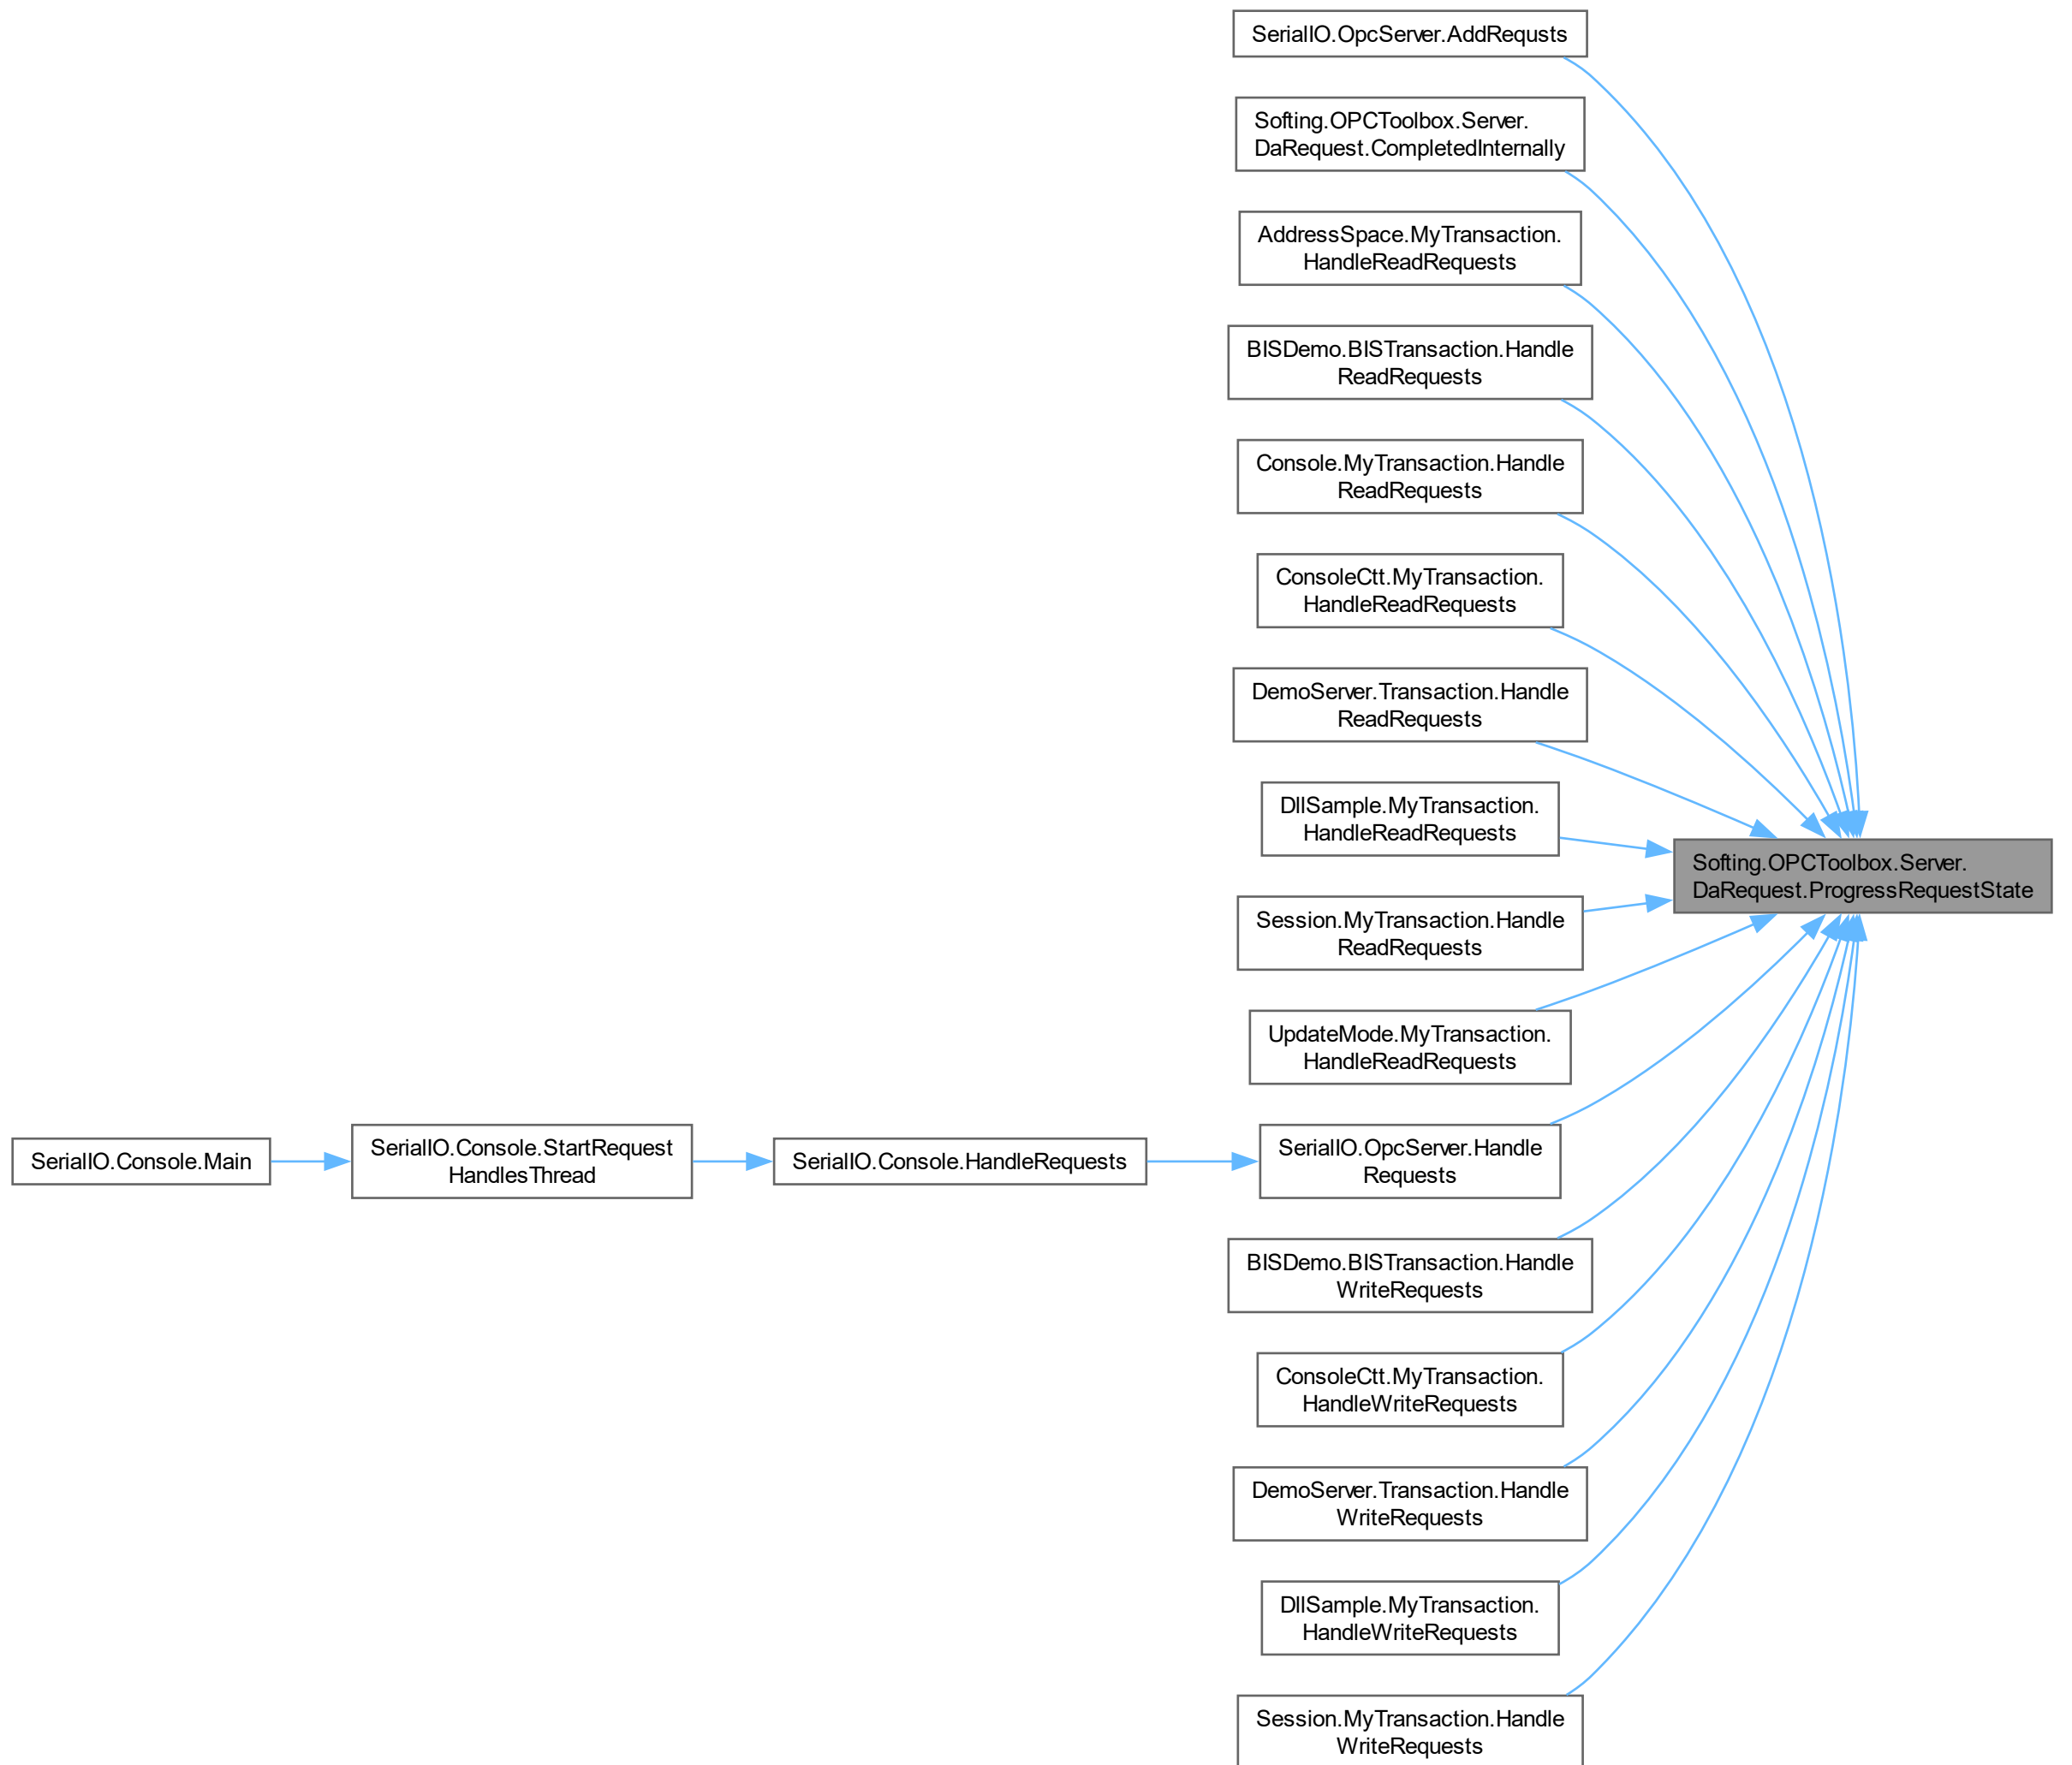 SerialIO.OpcServer.AddRequsts
Softing.OPCToolbox.Server.
DaRequest.CompletedInternally
AddressSpace.MyTransaction.
HandleReadRequests
BISDemo.BISTransaction.Handle
ReadRequests
Console.MyTransaction.Handle
ReadRequests
ConsoleCtt.MyTransaction.
HandleReadRequests
DemoServer.Transaction.Handle
ReadRequests
DllSample.MyTransaction.
HandleReadRequests
Softing.OPCToolbox.Server.
DaRequest.ProgressRequestState
Session.MyTransaction.Handle
ReadRequests
UpdateMode.MyTransaction.
HandleReadRequests
SerialIO.Console.Main
SerialIO.Console.StartRequest
HandlesThread
SerialIO.Console.HandleRequests
SerialIO.OpcServer.Handle
Requests
BISDemo.BISTransaction.Handle
WriteRequests
ConsoleCtt.MyTransaction.
HandleWriteRequests
DemoServer.Transaction.Handle
WriteRequests
DllSample.MyTransaction.
HandleWriteRequests
Session.MyTransaction.Handle
WriteRequests